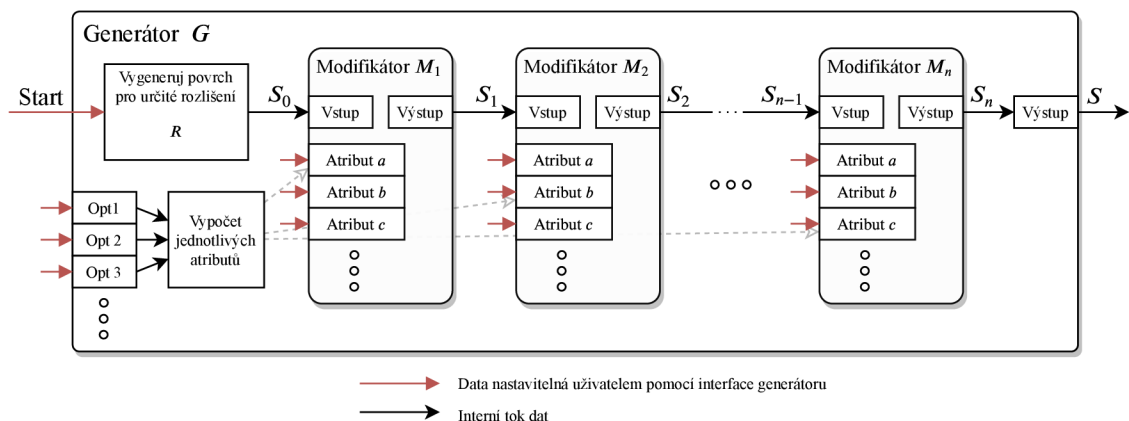 Generátor G
Start
Vygeneruj povrch
pro určité rozlišení
R
S0
Modifikátor M1
Vstup
Výstup
Atribut a
Atribut b
Atribut c
S1
Modifikátor M2
Vstup
Výstup
Atribut a
Atribut b
Atribut c
S2
...
Sn−1
Modifikátor Mn
Vstup
Výstup
Atribut a
Atribut b
Atribut c
Sn
Výstup
S
Opt1
Opt 2
Opt 3
Vypočet
jednotlivých
atributů
Data nastavitelná uživatelem pomocí interface generátoru
Interní tok dat